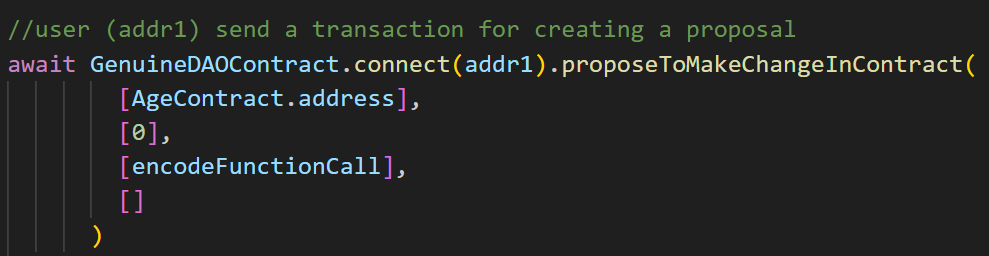 //user (addr1) send a transaction for creating a proposal
await GenuineDAOContract.connect(addr1).proposeToMakeChangeInContract(
[AgeContract.address],
[0],
[encodeFunctionCall],
[]
)